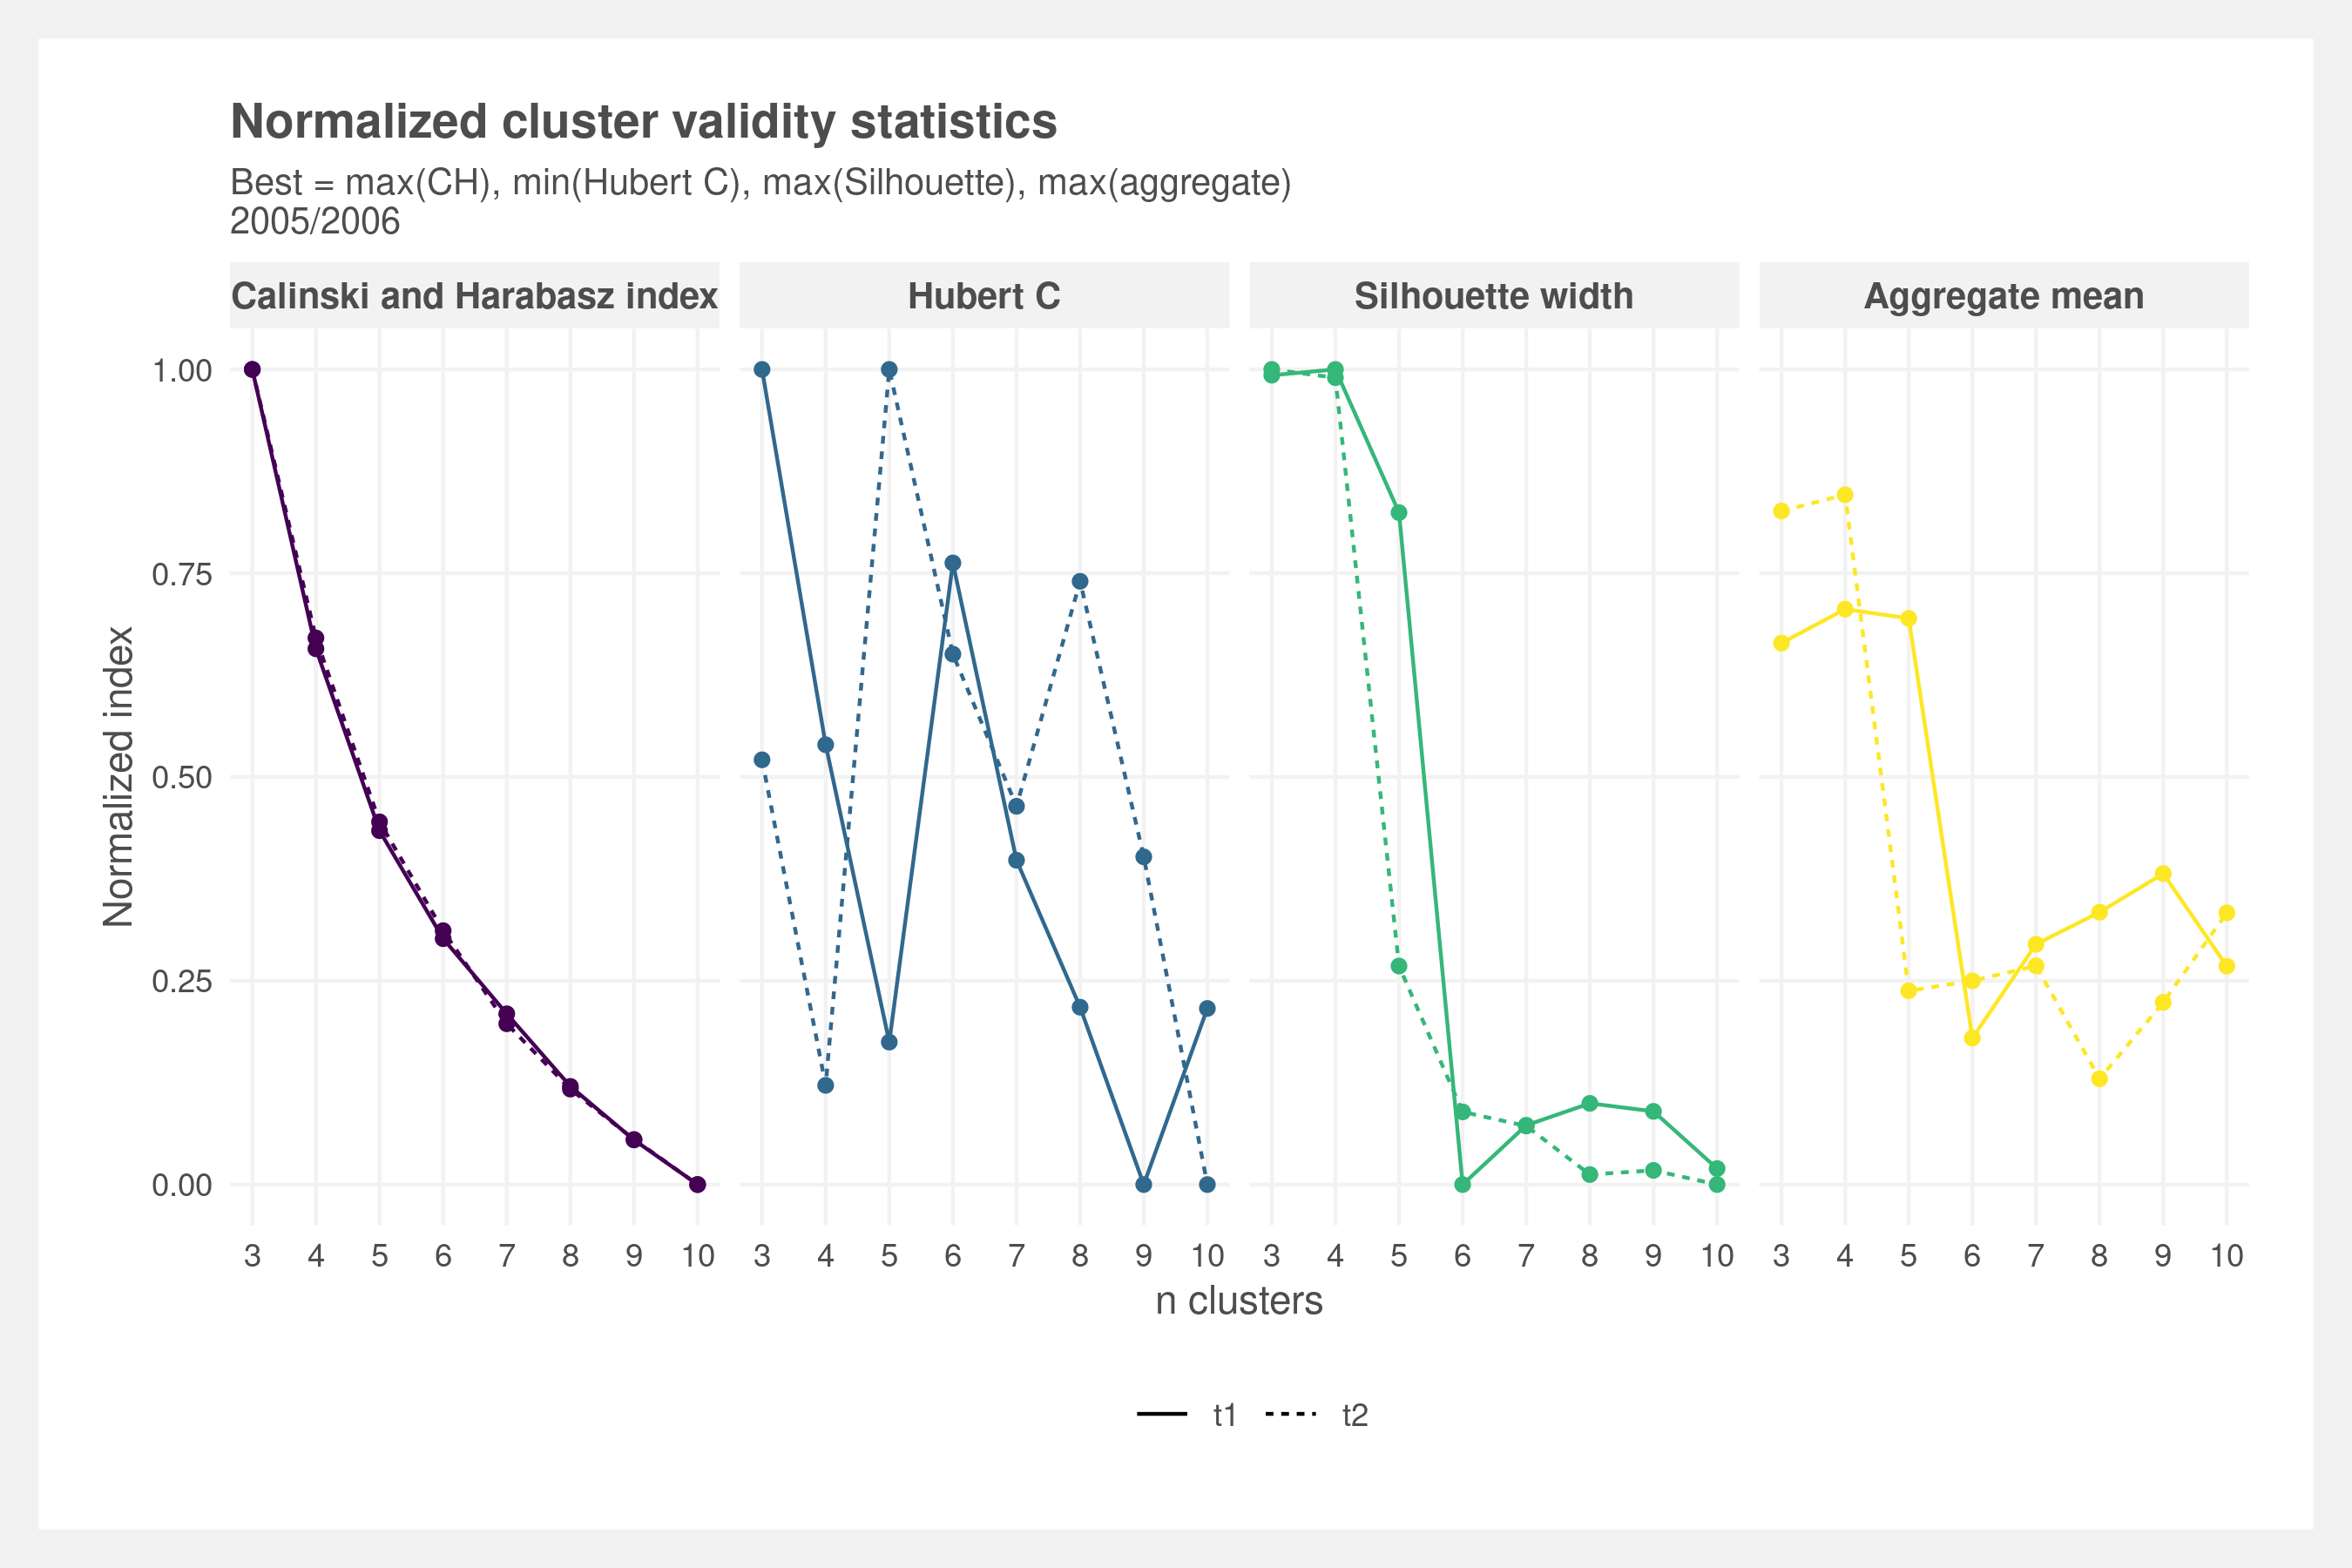 Normalized cluster validity statistics
Best = max(CH), min(Hubert C), max(Silhouette), max(aggregate)
2005/2006
Calinski and Harabasz index Hubert C Silhouette width Aggregate mean
Normalized index
1.00
0.75
0.50
0.25
0.00
3 4 5 6 7 8 9 10 3 4 5 6 7 8 9 10 3 4 5 6 7 8 9 10 3 4 5 6 7 8 9 10
n clusters
t1 t2